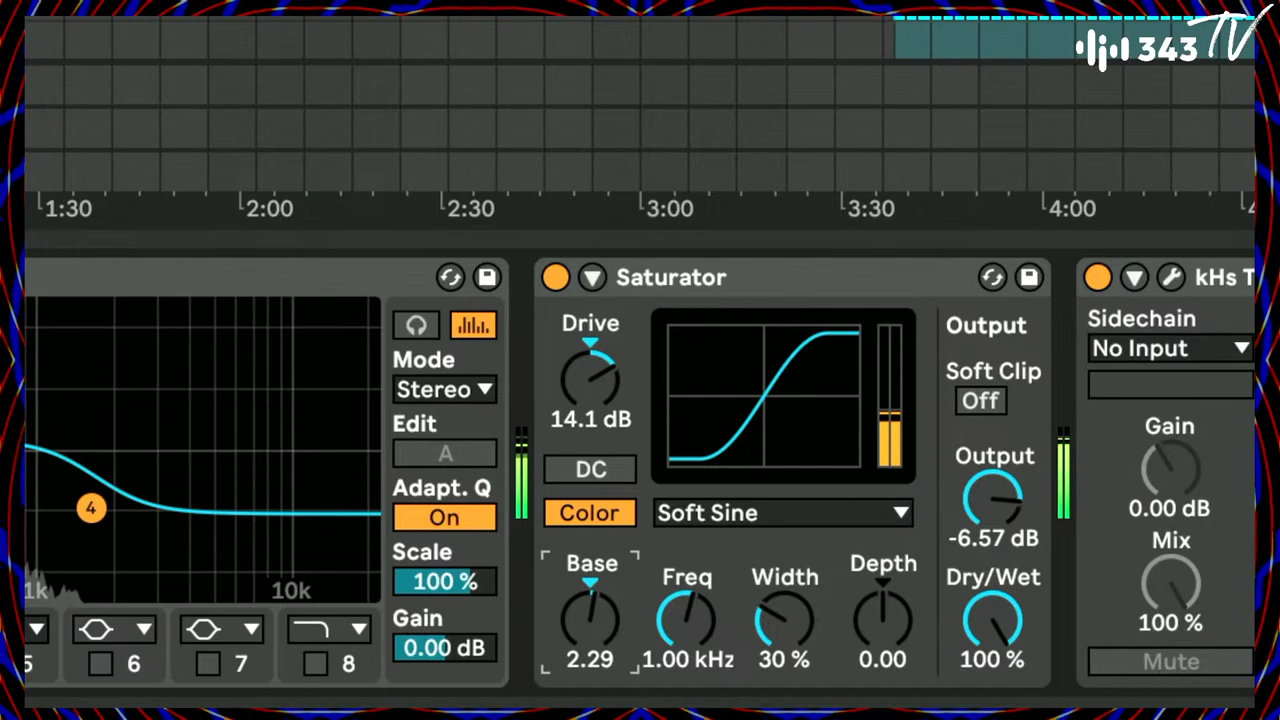 343 TV
1:30 2:00 2:30 3:00 3:30 4:00
Saturator
kHs T
Mode
Stereo
Edit
A
Adapt. Q
On
Scale
100 %
Gain
0.00 dB
1k 10k
4
5 6 7 8
Drive
14.1 dB
DC
Color
Soft Sine
Base Freq Width Depth
2.29 1.00 kHz 30 % 0.00
Output
Soft Clip
Off
Output
-6.57 dB
Dry/Wet
100 %
Sidechain
No Input
Gain
0.00 dB
Mix
100 %
Mute